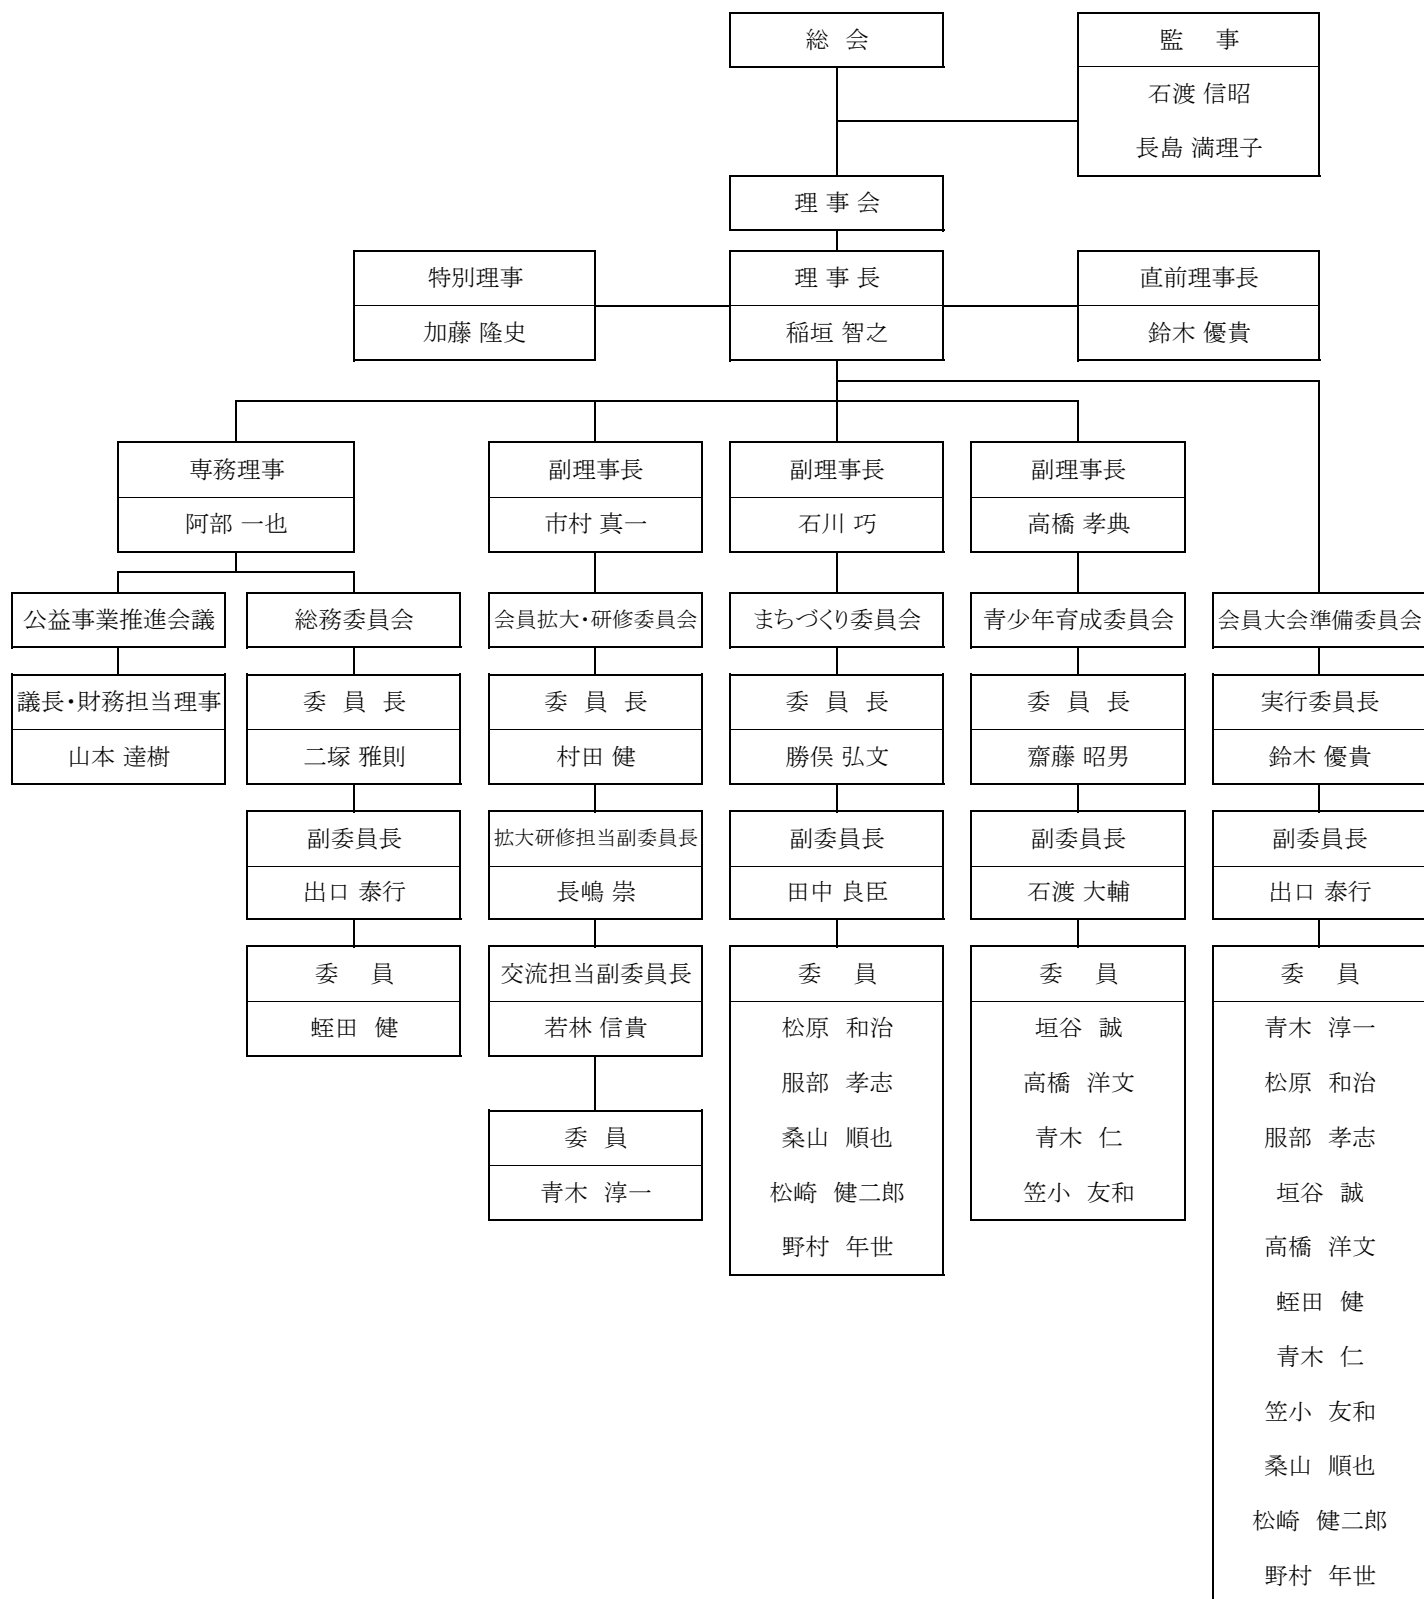 総 会
監 事
石渡 信昭
長島 満理子
理 事 会
特別理事
加藤 隆史
理 事 長
稲垣 智之
直前理事長
鈴木 優貴
専務理事
阿部 一也
副理事長
市村 真一
副理事長
石川 巧
副理事長
高橋 孝典
公益事業推進会議
議長・財務担当理事
山本 達樹
総務委員会
委 員 長
二塚 雅則
副委員長
出口 泰行
委 員
蛭田 健
会員拡大・研修委員会
委 員 長
村田 健
拡大研修担当副委員長
長嶋 崇
交流担当副委員長
若林 信貴
委 員
青木 淳一
まちづくり委員会
委 員 長
勝俣 弘文
副委員長
田中 良臣
委 員
松原 和治
服部 孝志
桑山 順也
松崎 健二郎
野村 年世
青少年育成委員会
委 員 長
齋藤 昭男
副委員長
石渡 大輔
委 員
垣谷 誠
高橋 洋文
青木 仁
笠小 友和
会員大会準備委員会
実行委員長
鈴木 優貴
副委員長
出口 泰行
委 員
青木 淳一
松原 和治
服部 孝志
垣谷 誠
高橋 洋文
蛭田 健
青木 仁
笠小 友和
桑山 順也
松崎 健二郎
野村 年世